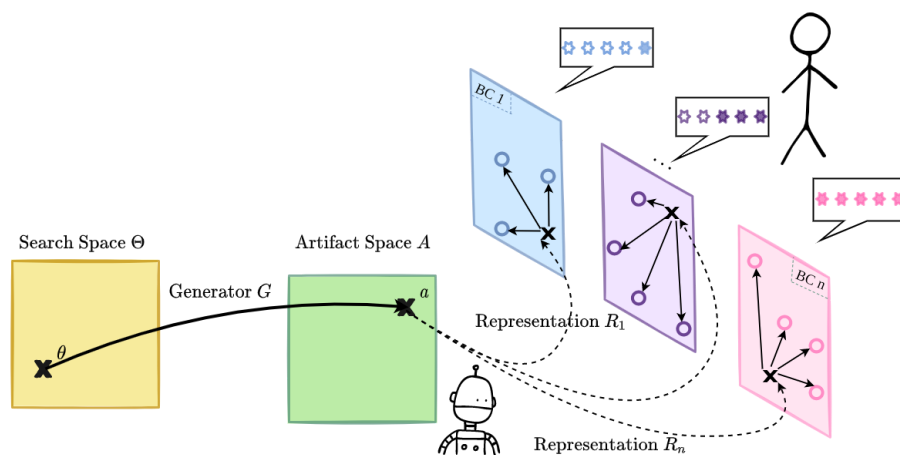 BC 1
...
Search Space Θ
Artifact Space A
Generator G
a
BC n
Representation R₁
θ
Representation Rₙ